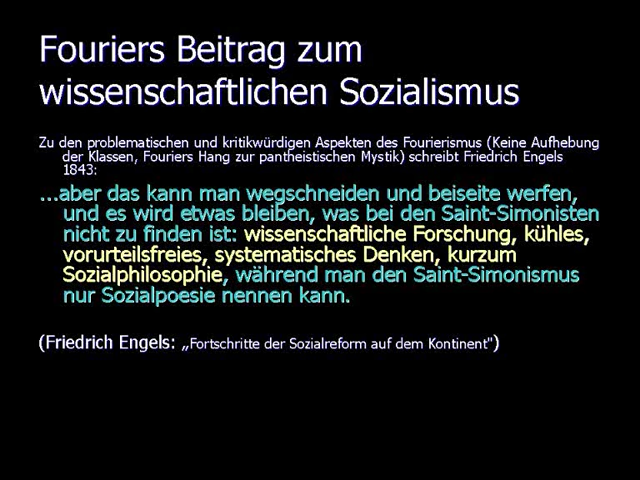 Fouriers Beitrag zum
wissenschaftlichen Sozialismus
Zu den problematischen und kritikwürdigen Aspekten des Fourierismus (Keine Aufhebung
der Klassen, Fouriers Hang zur pantheistischen Mystik) schreibt Friedrich Engels
1843:
...aber das kann man wegschneiden und beiseite werfen,
und es wird etwas bleiben, was bei den Saint-Simonisten
nicht zu finden ist: wissenschaftliche Forschung, kühles,
vorurteilsfreies, systematisches Denken, kurzum
Sozialphilosophie, während man den Saint-Simonismus
nur Sozialpoesie nennen kann.
(Friedrich Engels: „Fortschritte der Sozialreform auf dem Kontinent")